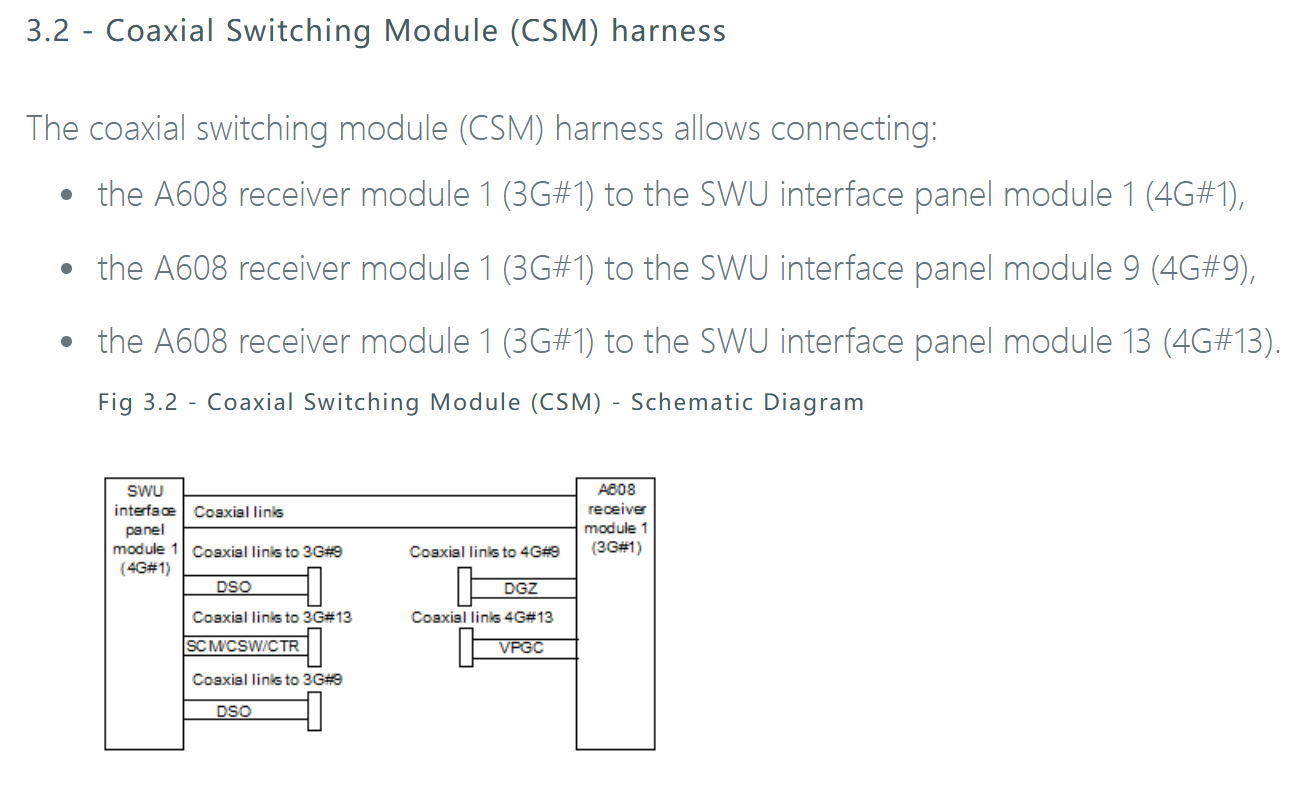 3.2 - Coaxial Switching Module (CSM) harness
The coaxial switching module (CSM) harness allows connecting:
• the A608 receiver module 1 (3G#1) to the SWU interface panel module 1 (4G#1),
• the A608 receiver module 1 (3G#1) to the SWU interface panel module 9 (4G#9),
• the A608 receiver module 1 (3G#1) to the SWU interface panel module 13 (4G#13).
Fig 3.2 - Coaxial Switching Module (CSM) - Schematic Diagram
SWU
interface
panel
module 1
(4G#1)
Coaxial links
Coaxial links to 3G#9
DSO
Coaxial links to 3G#13
SCM/CSW/CTR
Coaxial links to 3G#9
DSO
Coaxial links to 4G#9
DGZ
Coaxial links 4G#13
VPGC
A608
receiver
module 1
(3G#1)